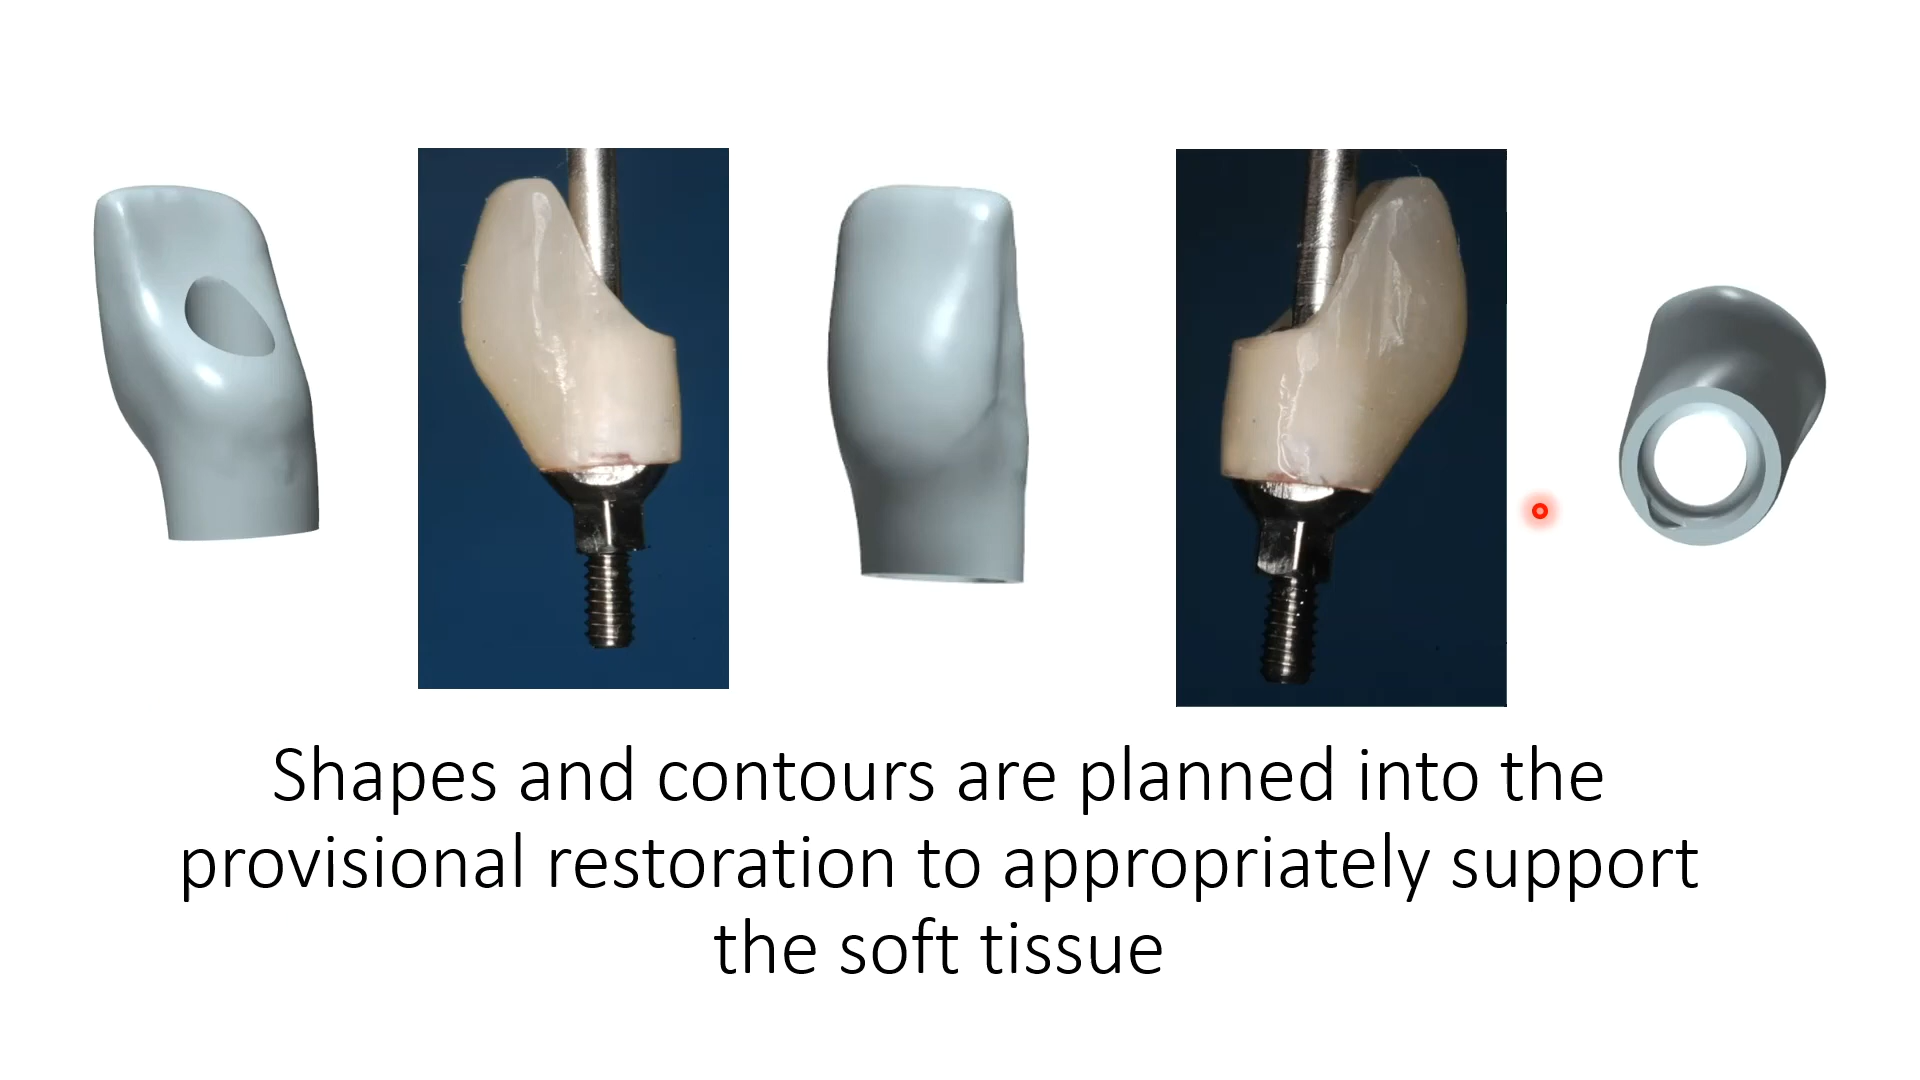 Shapes and contours are planned into the
provisional restoration to appropriately support
the soft tissue